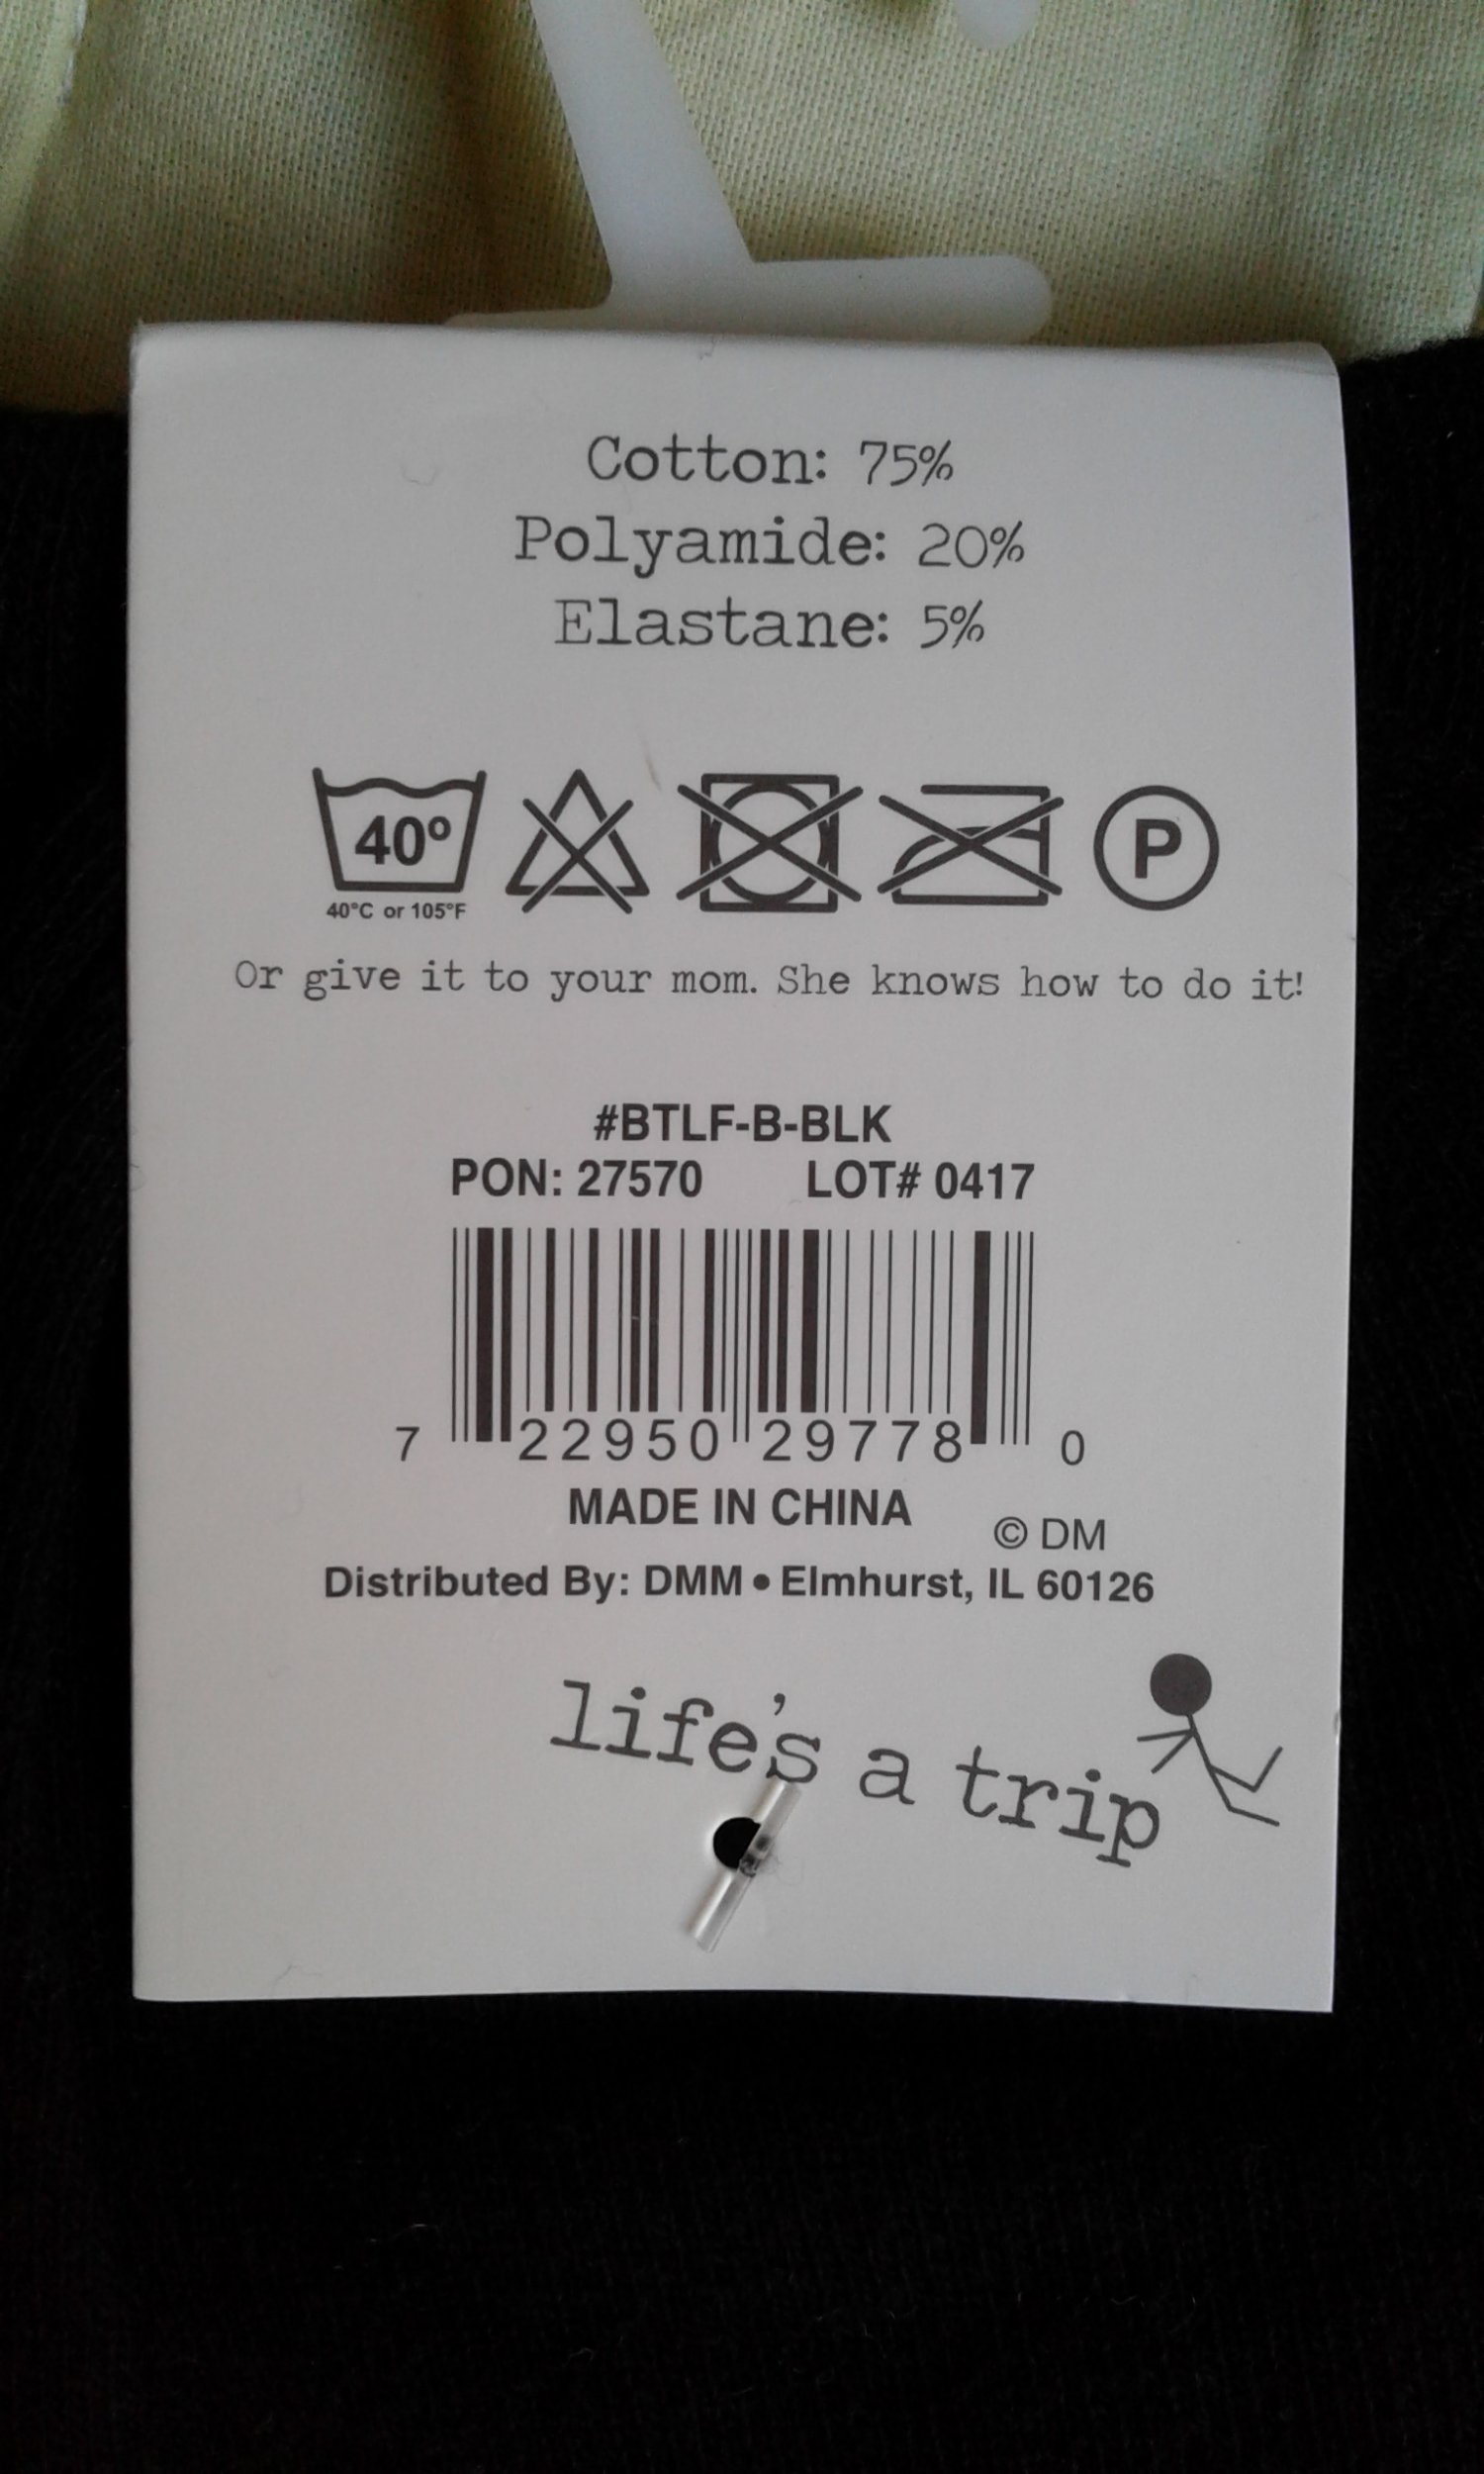 Cotton: 75%
Polyamide: 20%
Elastane: 5%
40º
P
40°C or 105°F
Or give it to your mom. She knows how to do it!
#BTLF-B-BLK
PON: 27570 LOT# 0417
7 22950 29778 0
MADE IN CHINA
© DM
Distributed By: DMM • Elmhurst, IL 60126
life's a trip